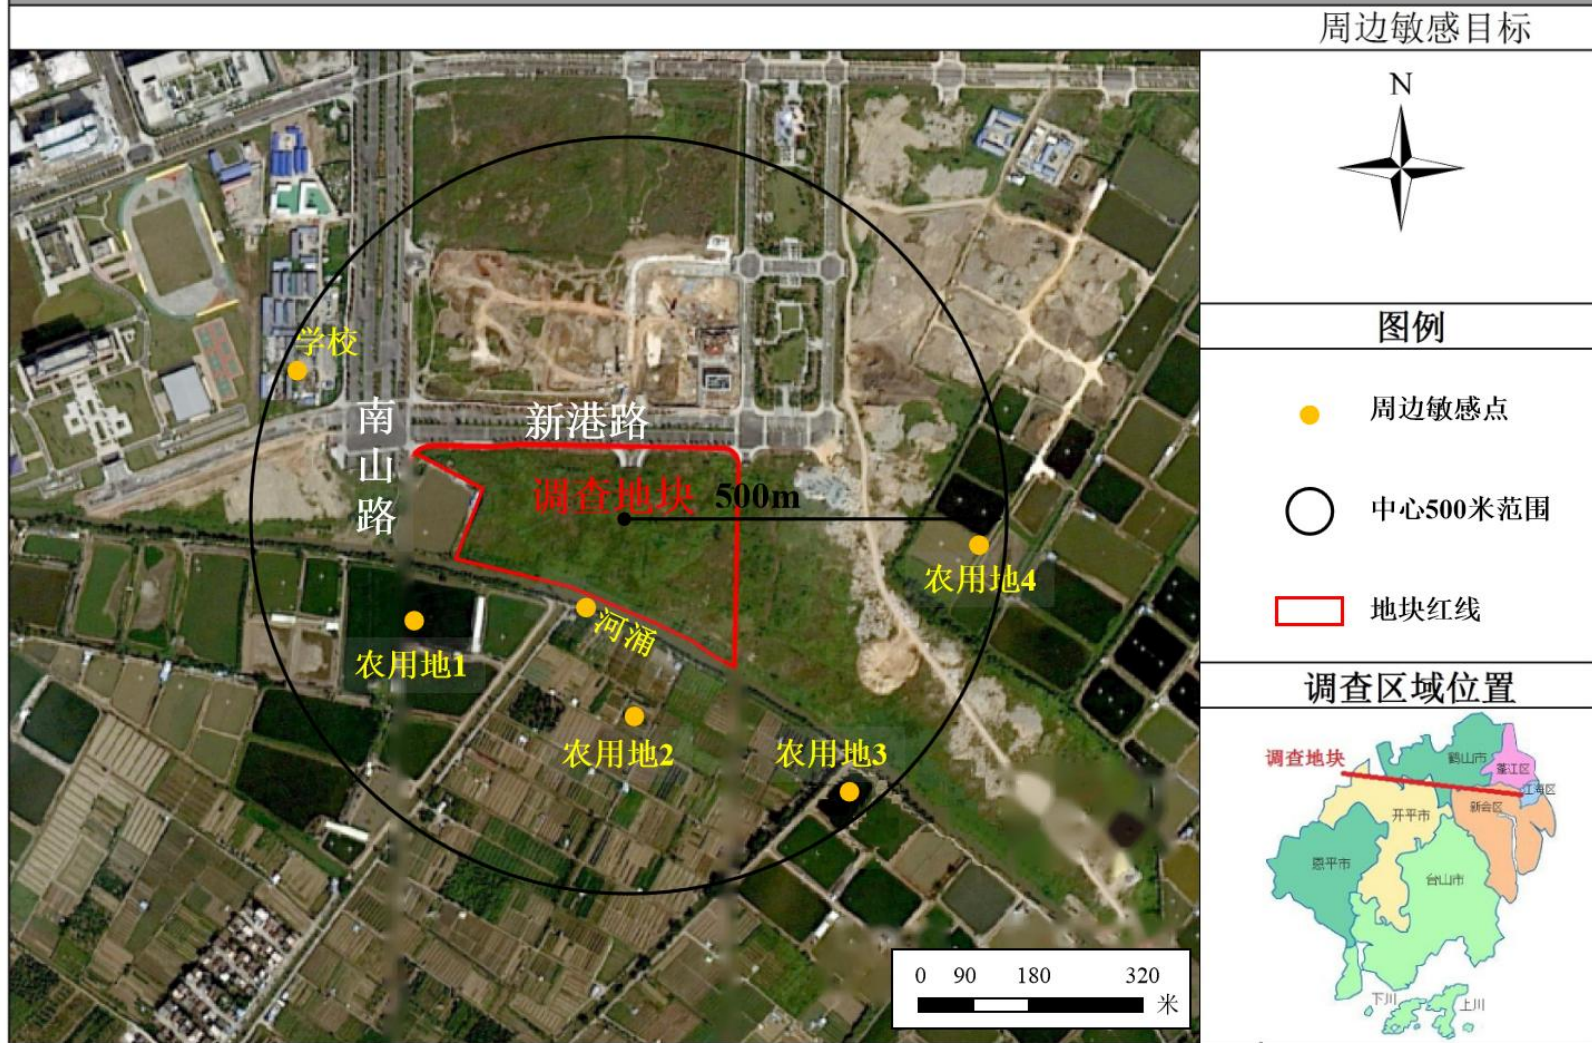 周边敏感目标
N
学校
南山路
新港路
调查地块
500m
农用地4
河涌
农用地1
农用地2
农用地3
0 90 180 320
米
图例
周边敏感点
中心500米范围
地块红线
调查区域位置
调查地块
鹤山市
蓬江区
江海区
新会区
开平市
恩平市
台山市
下川
上川